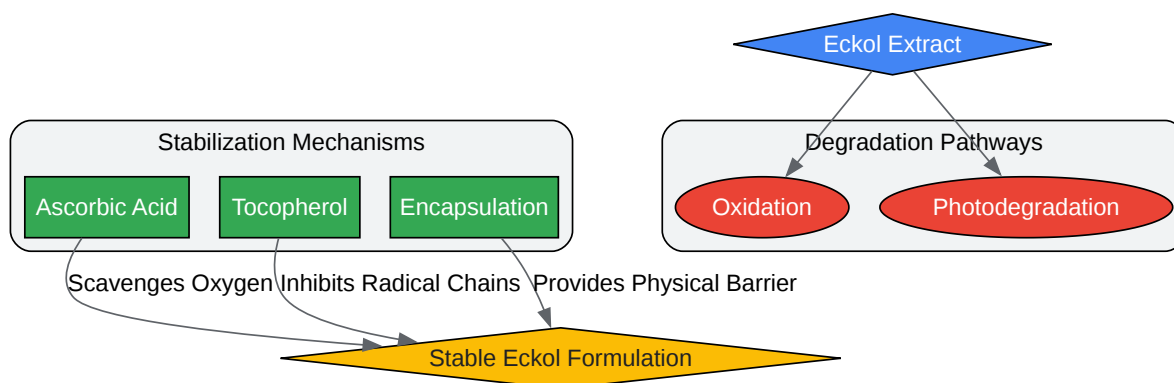 Eckol Extract
Stabilization Mechanisms
Degradation Pathways
Ascorbic Acid
Tocopherol
Encapsulation
Oxidation
Photodegradation
Scavenges Oxygen
Inhibits Radical Chains
Provides Physical Barrier
Stable Eckol Formulation